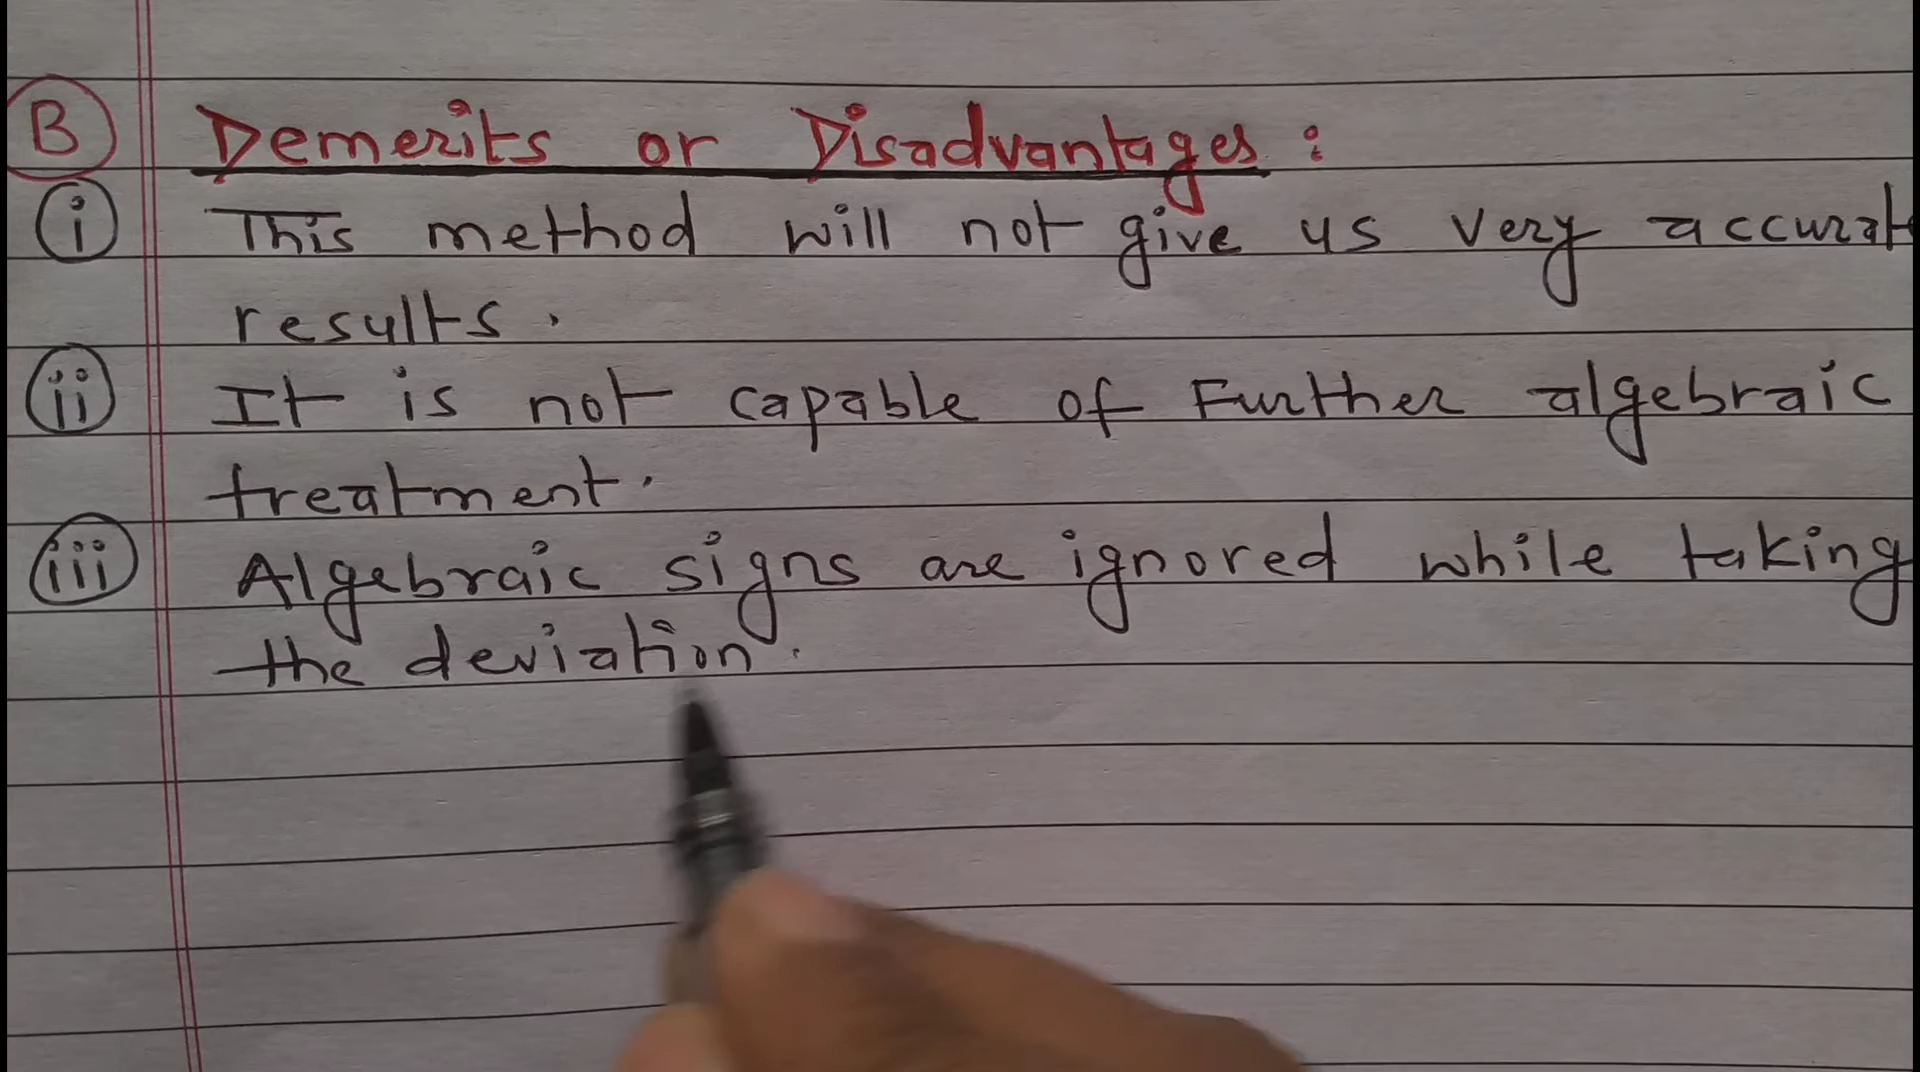 B Demerits or Disadvantages :
i This method will not give us very accurat
results.
ii It is not capable of Further algebraic
treatment.
iii Algebraic signs are ignored while taking
the deviation.